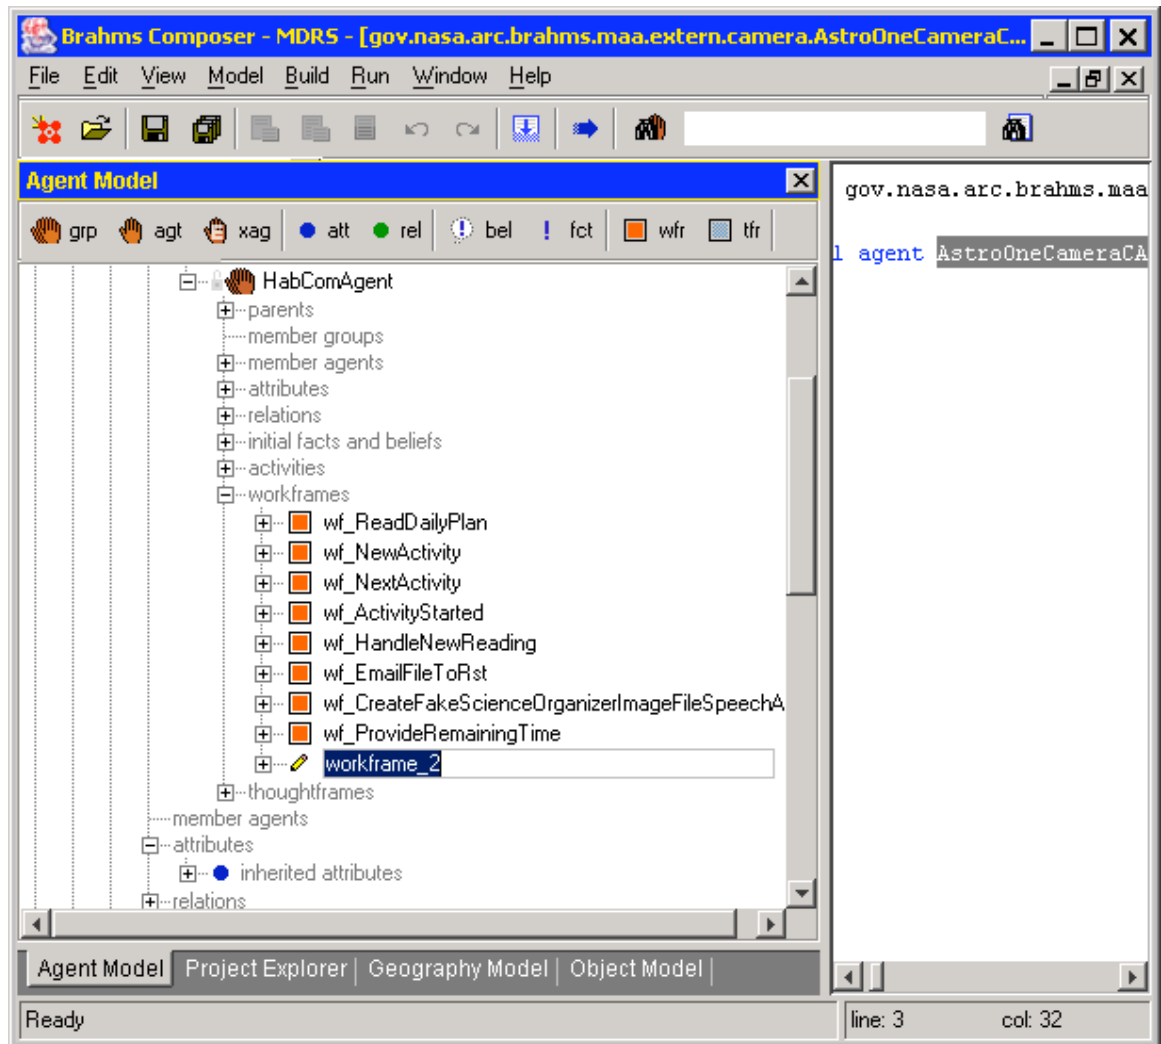 Brahms Composer - MDRS - [gov.nasa.arc.brahms.maa.extern.camera.AstroOneCameraC...
File Edit View Model Build Run Window Help
Agent Model
grp agt xag att rel bel fct wfr tfr
HabComAgent
parents
member groups
member agents
attributes
relations
initial facts and beliefs
activities
workframes
wf_ReadDailyPlan
wf_NewActivity
wf_NextActivity
wf_ActivityStarted
wf_HandleNewReading
wf_EmailFileToRst
wf_CreateFakeScienceOrganizerImageFileSpeechA
wf_ProvideRemainingTime
workframe_2
thoughtframes
member agents
attributes
inherited attributes
relations
gov.nasa.arc.brahms.maa
l agent AstroOneCameraCA
Agent Model Project Explorer Geography Model Object Model
Ready
line: 3 col: 32